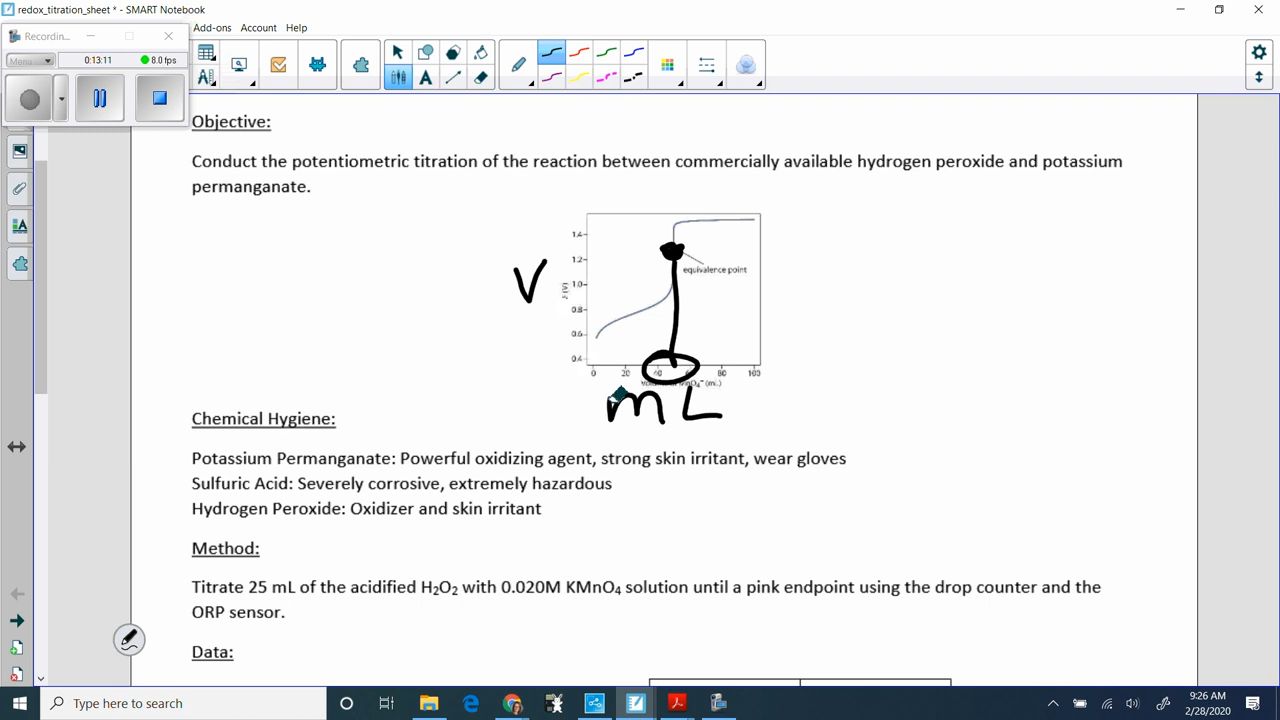 redox_titration_sheet * - SMART Notebook
Recordin...
Add-ons Account Help
Menu
0:13:11
8.0 fps
Objective:
Conduct the potentiometric titration of the reaction between commercially available hydrogen peroxide and potassium
permanganate.
1.4
1.2
1.0
0.8
0.6
0.4
equivalence point
V
E (V)
0 20 40 80 100
mL
Chemical Hygiene:
Potassium Permanganate: Powerful oxidizing agent, strong skin irritant, wear gloves
Sulfuric Acid: Severely corrosive, extremely hazardous
Hydrogen Peroxide: Oxidizer and skin irritant
Method:
Titrate 25 mL of the acidified H₂O₂ with 0.020M KMnO₄ solution until a pink endpoint using the drop counter and the
ORP sensor.
Data:
Type here to search
9:26 AM
2/28/2020